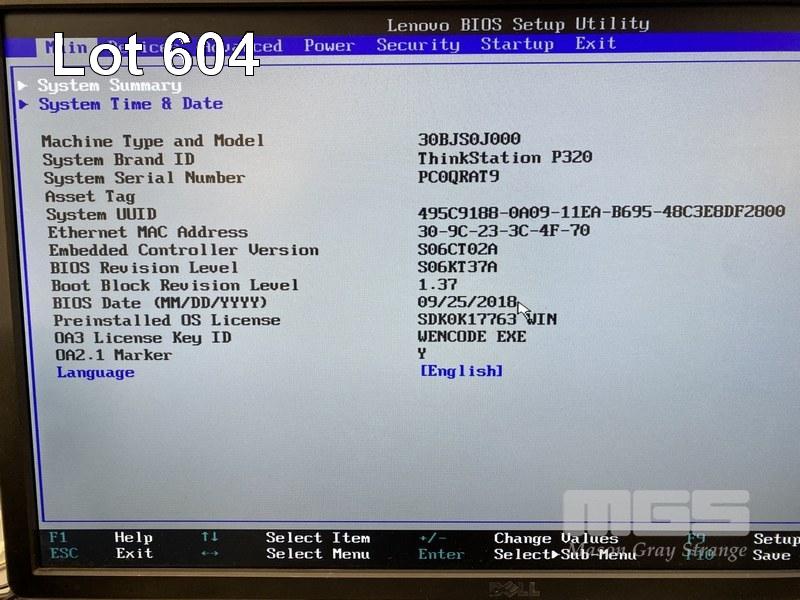 Lenovo BIOS Setup Utility
Main Devices Advanced Power Security Startup Exit
Lot 604
▶ System Summary
▶ System Time & Date
Machine Type and Model 30BJS0J000
System Brand ID ThinkStation P320
System Serial Number PC0QRAT9
Asset Tag
System UUID 495C9188-0A09-11EA-B695-48C3E8DF2800
Ethernet MAC Address 30-9C-23-3C-4F-70
Embedded Controller Version S06CT02A
BIOS Revision Level S06KT37A
Boot Block Revision Level 1.37
BIOS Date (MM/DD/YYYY) 09/25/2018
Preinstalled OS License SDK0K17763 WIN
OA3 License Key ID WENCODE EXE
OA2.1 Marker Y
Language [English]
MGS
Mason Gray Strange
F1 Help ↑↓ Select Item +/- Change Values F9 Setup
ESC Exit ↔ Select Menu Enter Select▶Sub-Menu F10 Save
DELL